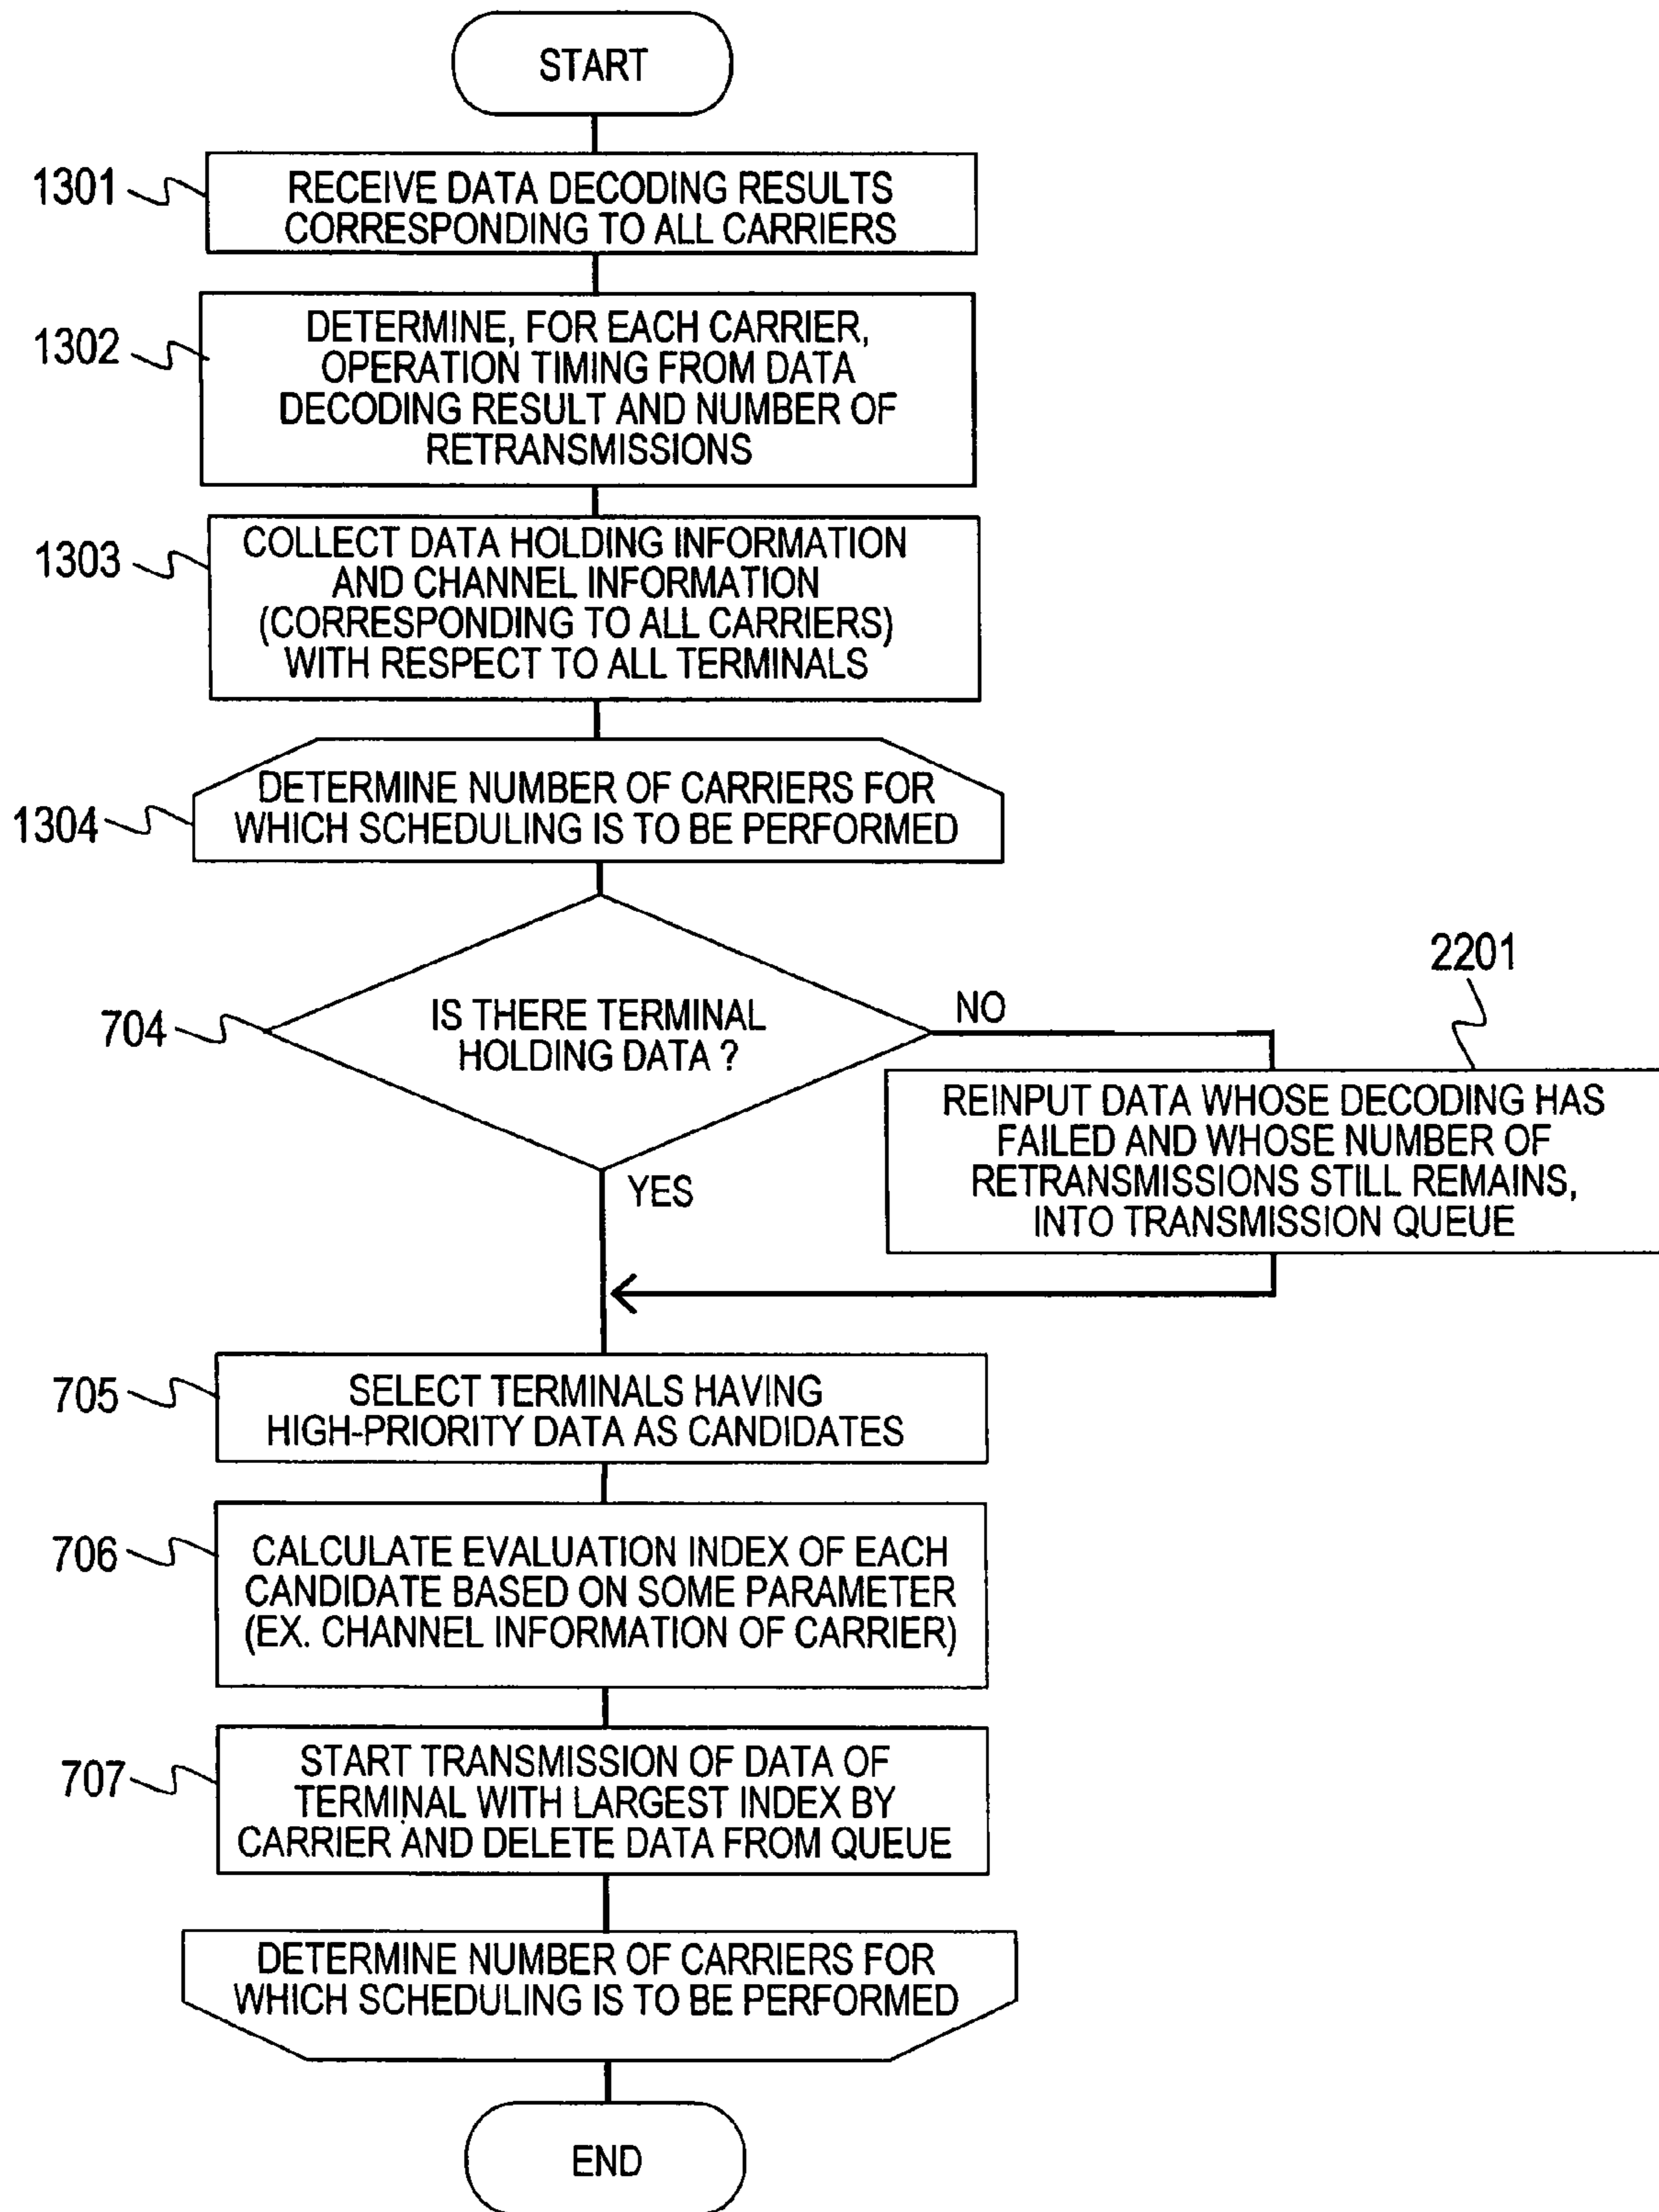 START
1301
RECEIVE DATA DECODING RESULTS
CORRESPONDING TO ALL CARRIERS
1302
DETERMINE, FOR EACH CARRIER,
OPERATION TIMING FROM DATA
DECODING RESULT AND NUMBER OF
RETRANSMISSIONS
1303
COLLECT DATA HOLDING INFORMATION
AND CHANNEL INFORMATION
(CORRESPONDING TO ALL CARRIERS)
WITH RESPECT TO ALL TERMINALS
1304
DETERMINE NUMBER OF CARRIERS FOR
WHICH SCHEDULING IS TO BE PERFORMED
704
IS THERE TERMINAL
HOLDING DATA ?
NO
2201
REINPUT DATA WHOSE DECODING HAS
FAILED AND WHOSE NUMBER OF
RETRANSMISSIONS STILL REMAINS,
INTO TRANSMISSION QUEUE
YES
705
SELECT TERMINALS HAVING
HIGH-PRIORITY DATA AS CANDIDATES
706
CALCULATE EVALUATION INDEX OF EACH
CANDIDATE BASED ON SOME PARAMETER
(EX. CHANNEL INFORMATION OF CARRIER)
707
START TRANSMISSION OF DATA OF
TERMINAL WITH LARGEST INDEX BY
CARRIER AND DELETE DATA FROM QUEUE
DETERMINE NUMBER OF CARRIERS FOR
WHICH SCHEDULING IS TO BE PERFORMED
END